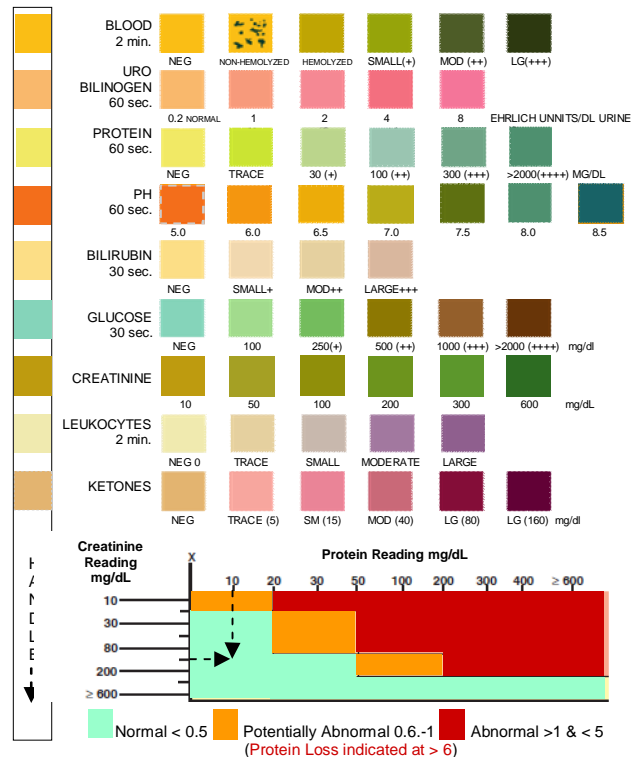 BLOOD
2 min.
NEG NON-HEMOLYZED HEMOLYZED SMALL(+) MOD (++) LG(+++)
URO
BILINOGEN
60 sec.
0.2 NORMAL 1 2 4 8 EHRLICH UNNITS/DL URINE
PROTEIN
60 sec.
NEG TRACE 30 (+) 100 (++) 300 (+++) >2000(++++) MG/DL
PH
60 sec.
5.0 6.0 6.5 7.0 7.5 8.0 8.5
BILIRUBIN
30 sec.
NEG SMALL+ MOD++ LARGE+++
GLUCOSE
30 sec.
NEG 100 250(+) 500 (++) 1000 (+++) >2000 (++++) mg/dl
CREATININE
10 50 100 200 300 600 mg/dL
LEUKOCYTES
2 min.
NEG 0 TRACE SMALL MODERATE LARGE
KETONES
NEG TRACE (5) SM (15) MOD (40) LG (80) LG (160) mg/dl
HANDLE
Creatinine
Reading
mg/dL
X Protein Reading mg/dL
10 20 30 50 100 200 300 400 ≥ 600
10
30
80
200
≥ 600
Normal < 0.5 Potentially Abnormal 0.6.-1 Abnormal >1 & < 5
(Protein Loss indicated at > 6)